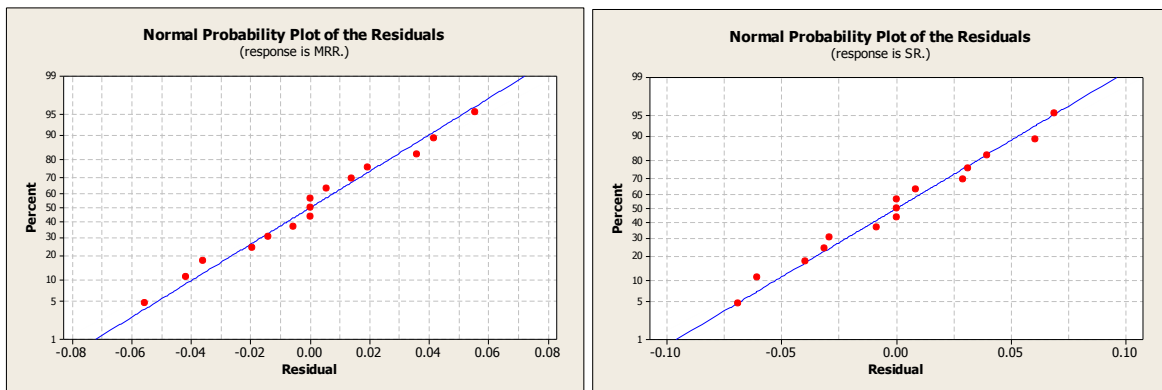 Normal Probability Plot of the Residuals
(response is MRR.)
99
95
90
80
70
60
50
40
30
20
10
5
1
Percent
-0.08 -0.06 -0.04 -0.02 0.00 0.02 0.04 0.06 0.08
Residual
Normal Probability Plot of the Residuals
(response is SR.)
99
95
90
80
70
60
50
40
30
20
10
5
1
Percent
-0.10 -0.05 0.00 0.05 0.10
Residual